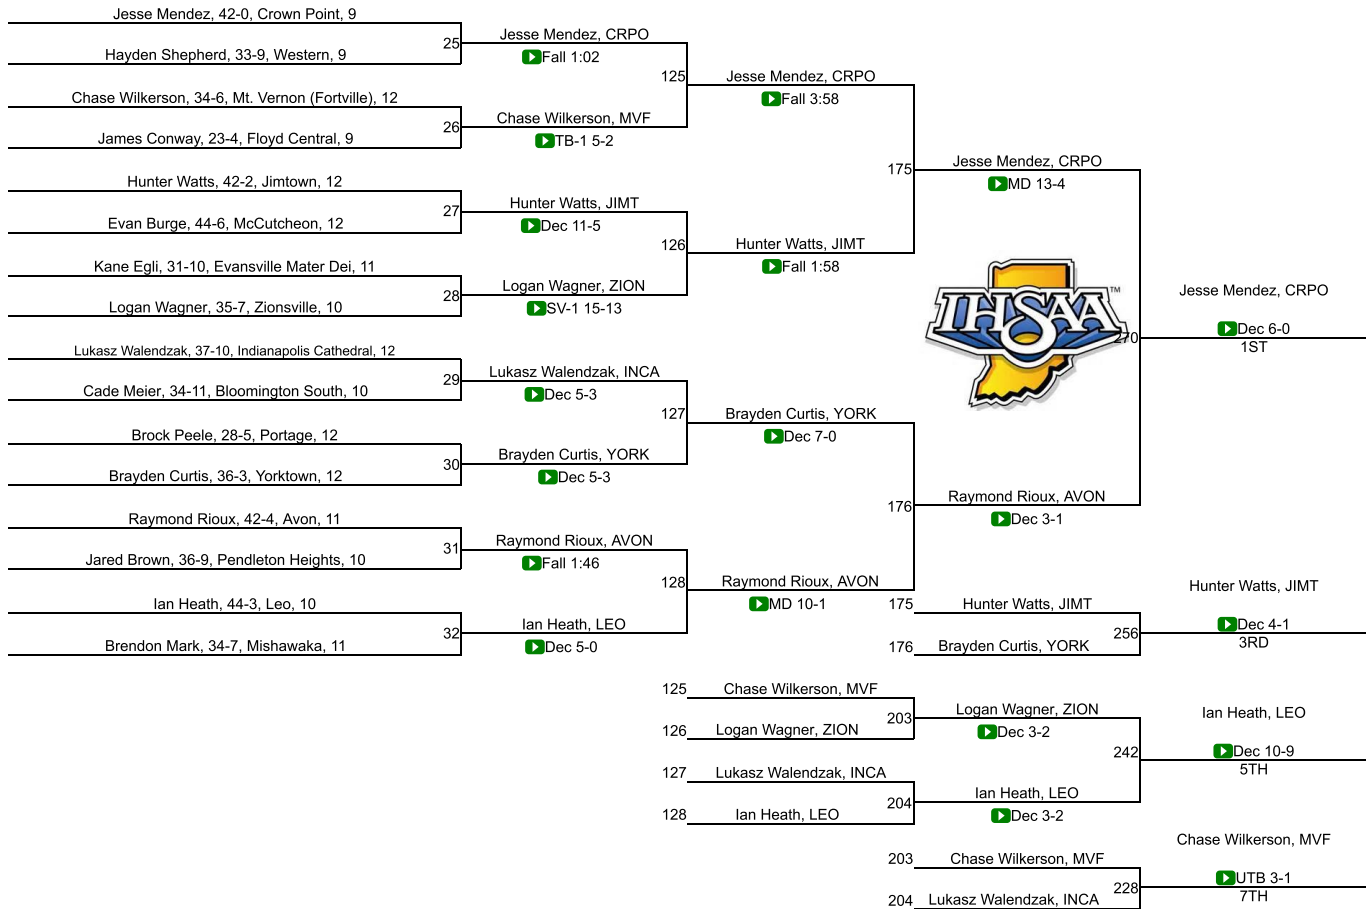 Jesse Mendez, 42-0, Crown Point, 9
Hayden Shepherd, 33-9, Western, 9
25
Jesse Mendez, CRPO
Fall 1:02
Chase Wilkerson, 34-6, Mt. Vernon (Fortville), 12
James Conway, 23-4, Floyd Central, 9
26
Chase Wilkerson, MVF
TB-1 5-2
125
Jesse Mendez, CRPO
Fall 3:58
Hunter Watts, 42-2, Jimtown, 12
Evan Burge, 44-6, McCutcheon, 12
27
Hunter Watts, JIMT
Dec 11-5
Kane Egli, 31-10, Evansville Mater Dei, 11
Logan Wagner, 35-7, Zionsville, 10
28
Logan Wagner, ZION
SV-1 15-13
126
Hunter Watts, JIMT
Fall 1:58
175
Jesse Mendez, CRPO
MD 13-4
Lukasz Walendzak, 37-10, Indianapolis Cathedral, 12
Cade Meier, 34-11, Bloomington South, 10
29
Lukasz Walendzak, INCA
Dec 5-3
Brock Peele, 28-5, Portage, 12
Brayden Curtis, 36-3, Yorktown, 12
30
Brayden Curtis, YORK
Dec 5-3
127
Brayden Curtis, YORK
Dec 7-0
Raymond Rioux, 42-4, Avon, 11
Jared Brown, 36-9, Pendleton Heights, 10
31
Raymond Rioux, AVON
Fall 1:46
Ian Heath, 44-3, Leo, 10
Brendon Mark, 34-7, Mishawaka, 11
32
Ian Heath, LEO
Dec 5-0
128
Raymond Rioux, AVON
MD 10-1
176
Raymond Rioux, AVON
Dec 3-1
IHSAA™
270
Jesse Mendez, CRPO
Dec 6-0
1ST
175
Hunter Watts, JIMT
176
Brayden Curtis, YORK
256
Hunter Watts, JIMT
Dec 4-1
3RD
125
Chase Wilkerson, MVF
126
Logan Wagner, ZION
203
Logan Wagner, ZION
Dec 3-2
127
Lukasz Walendzak, INCA
128
Ian Heath, LEO
204
Ian Heath, LEO
Dec 3-2
242
Ian Heath, LEO
Dec 10-9
5TH
203
Chase Wilkerson, MVF
204
Lukasz Walendzak, INCA
228
Chase Wilkerson, MVF
UTB 3-1
7TH